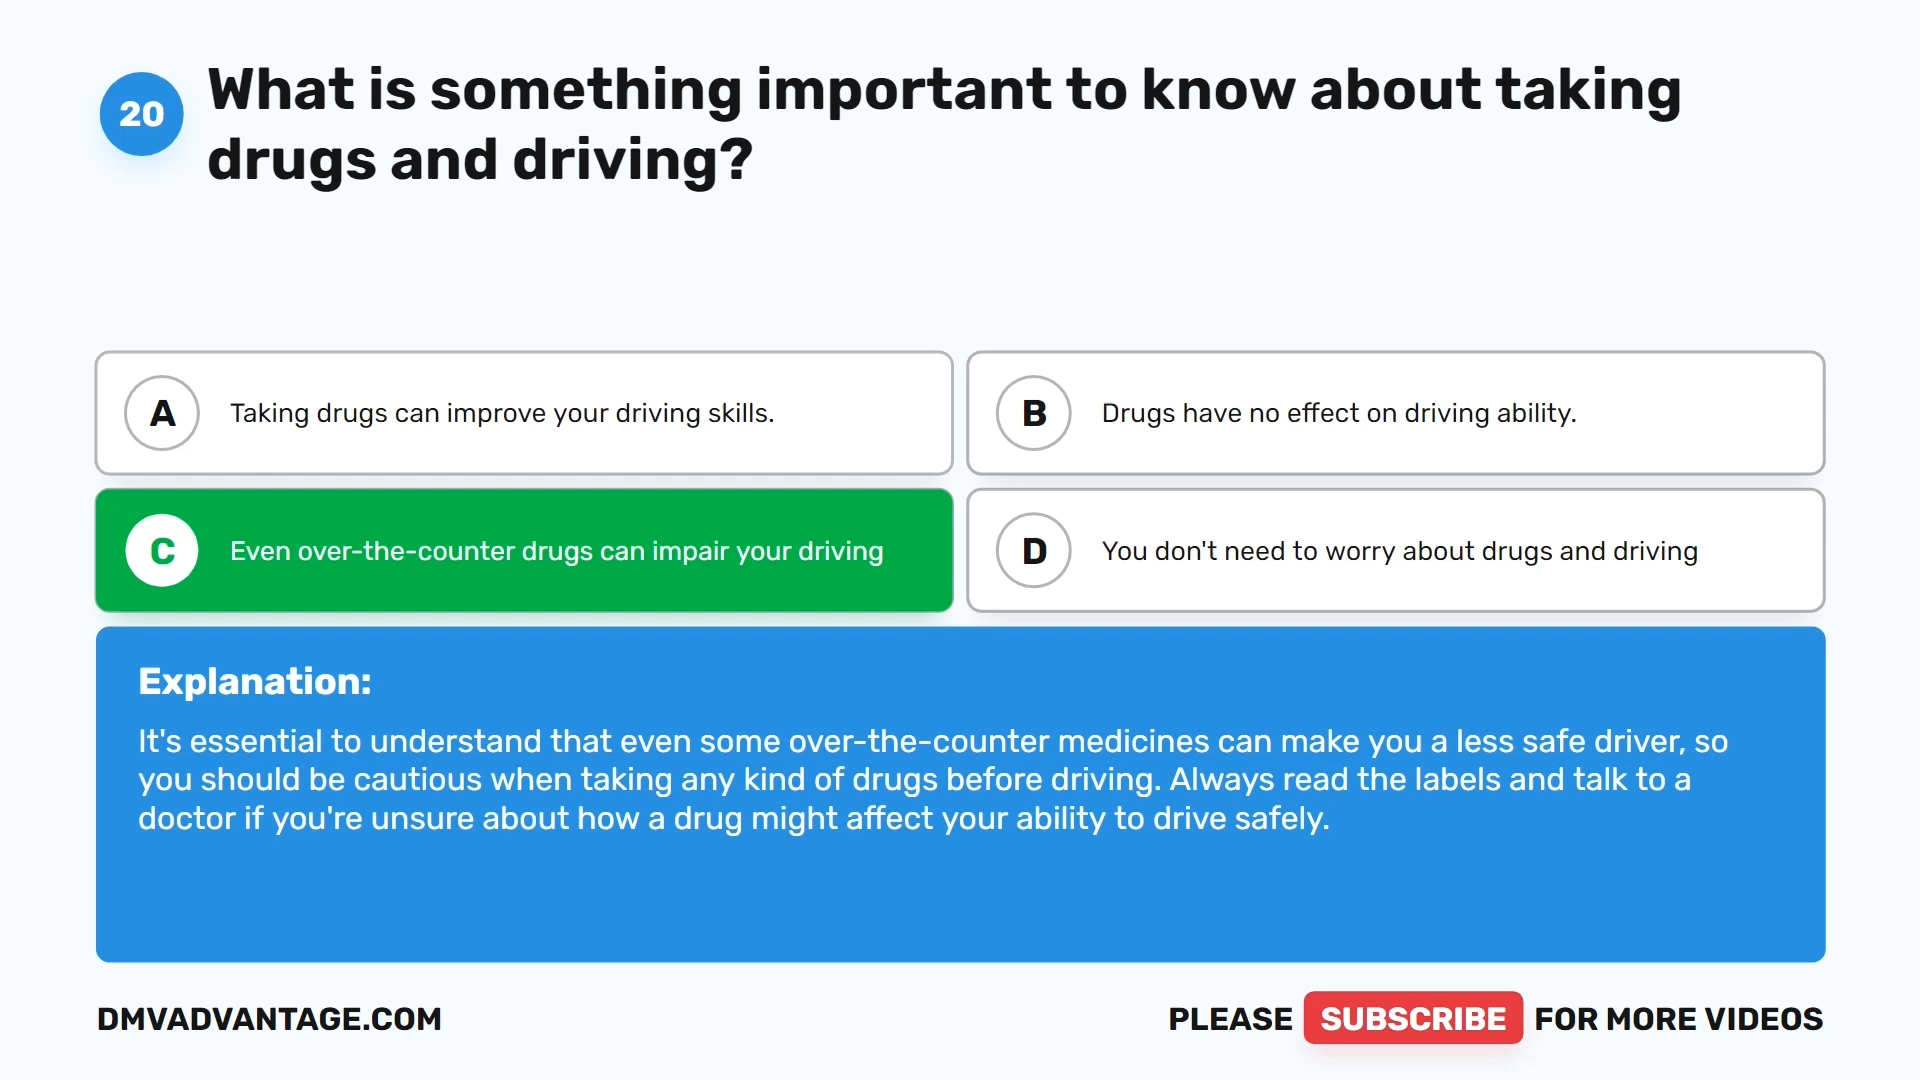 20
What is something important to know about taking
drugs and driving?
A
Taking drugs can improve your driving skills.
B
Drugs have no effect on driving ability.
C
Even over-the-counter drugs can impair your driving
D
You don't need to worry about drugs and driving
Explanation:
It's essential to understand that even some over-the-counter medicines can make you a less safe driver, so
you should be cautious when taking any kind of drugs before driving. Always read the labels and talk to a
doctor if you're unsure about how a drug might affect your ability to drive safely.
DMVADVANTAGE.COM
PLEASE SUBSCRIBE FOR MORE VIDEOS